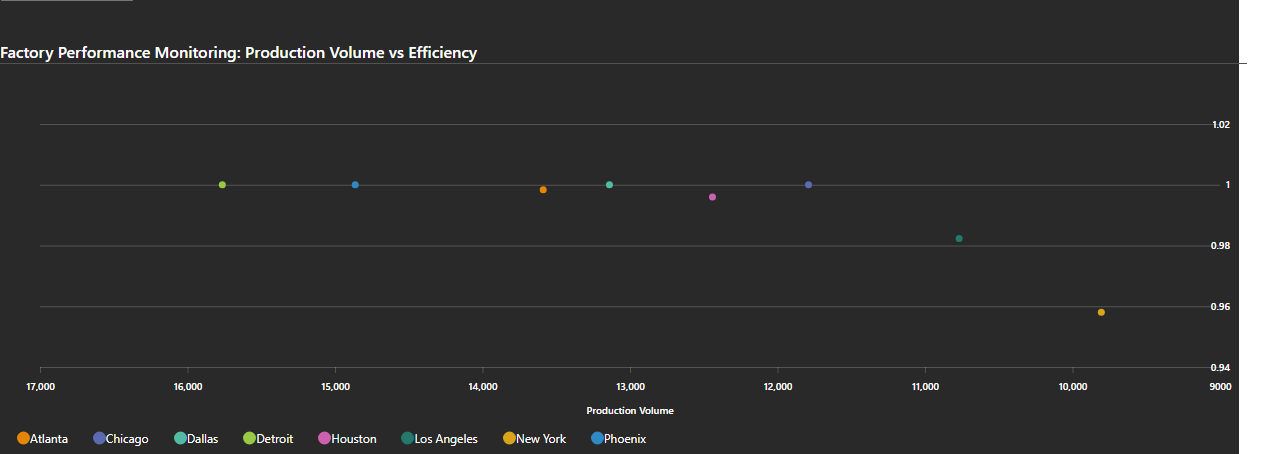 Factory Performance Monitoring: Production Volume vs Efficiency
1.02
1
0.98
0.96
0.94
17,000 16,000 15,000 14,000 13,000 12,000 11,000 10,000 9000
Production Volume
Atlanta Chicago Dallas Detroit Houston Los Angeles New York Phoenix